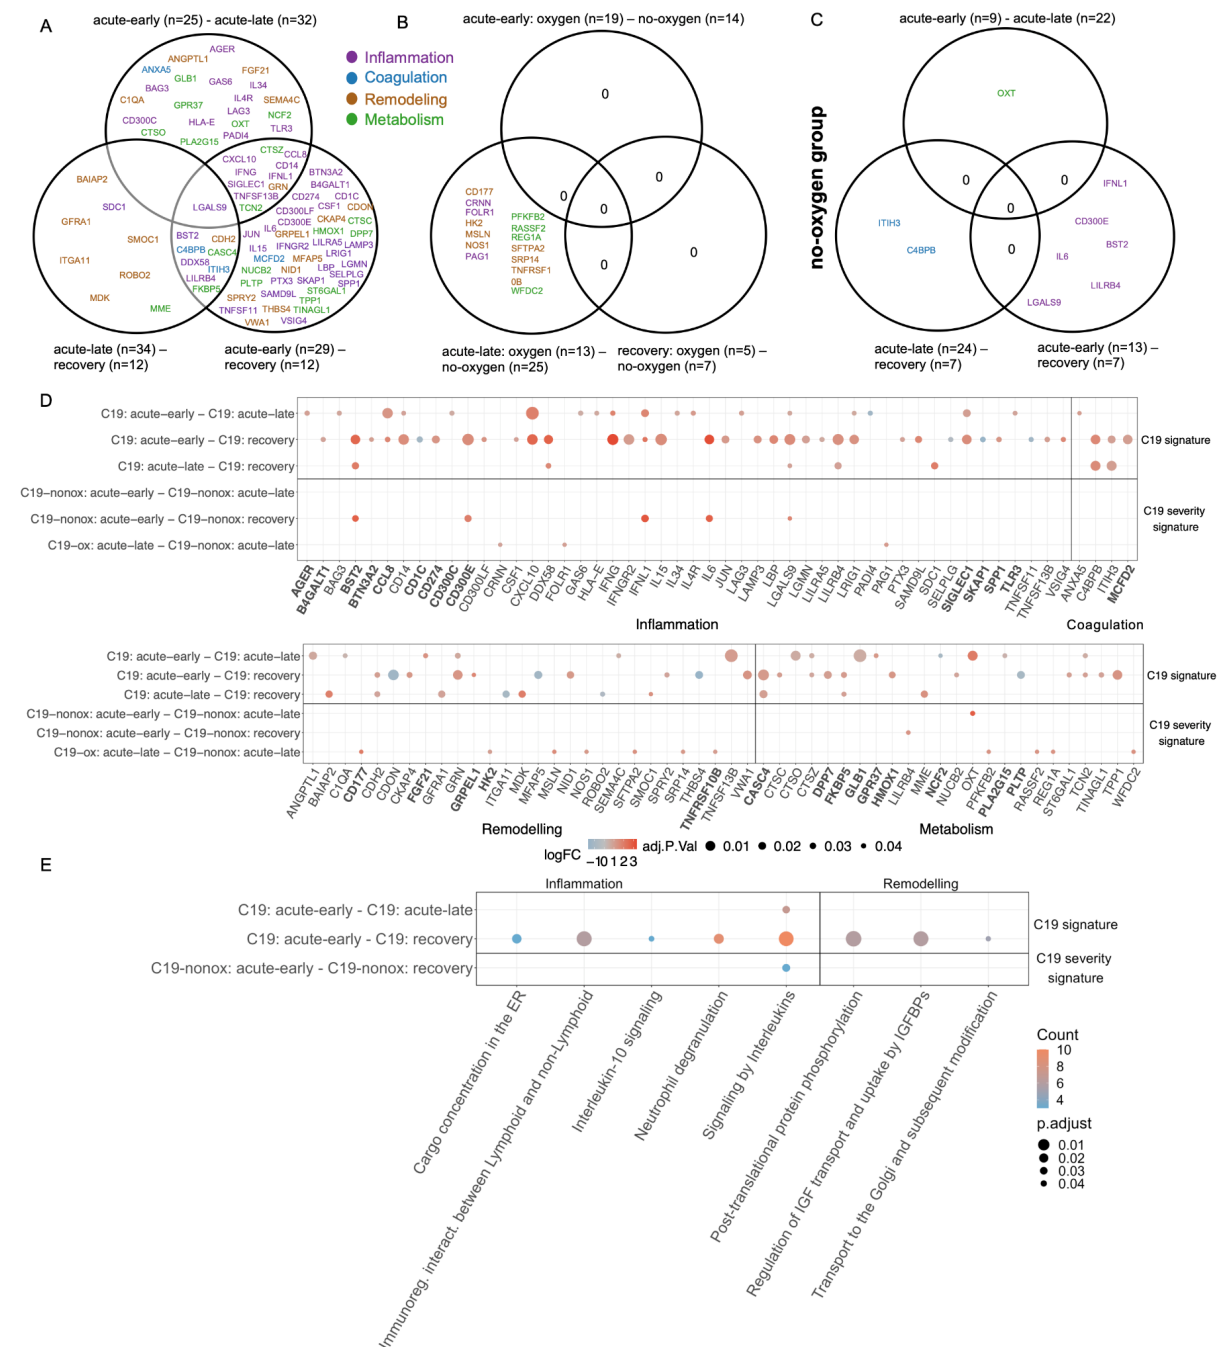 A
acute-early (n=25) - acute-late (n=32)
AGER
ANGPTL1
ANXA5
FGF21
GLB1
GAS6
IL34
BAG3
C1QA
IL4R
SEMA4C
GPR37
LAG3
NCF2
CD300C
HLA-E
OXT
TLR3
CTSO
PADI4
PLA2G15
CTSZ
CCL8
CXCL10
CD14
IFNG
IFNL1
SIGLEC1
GRN
TNFSF13B
TCN2
LGALS9
BTN3A2
B4GALT1
CD274
CD1C
CD300LF
CSF1
CDON
CD300E
CKAP4
CTSC
IL6
HMOX1
DPP7
JUN
GRPEL1
IL15
IFNGR2
LILRA5
LAMP3
MCFD2
MFAP5
LRIG1
NUCB2
NID1
LBP
LGMN
PLTP
PTX3
SKAP1
SELPLG
SPP1
SAMD9L
ST6GAL1
SPRY2
TPP1
TNFSF11
THBS4
TINAGL1
VWA1
VSIG4
BAIAP2
SDC1
GFRA1
SMOC1
ITGA11
ROBO2
MDK
MME
BST2
CDH2
C4BPB
CASC4
DDX58
ITIH3
LILRB4
FKBP5
acute-late (n=34) –
recovery (n=12)
acute-early (n=29) –
recovery (n=12)
Inflammation
Coagulation
Remodeling
Metabolism
B
acute-early: oxygen (n=19) – no-oxygen (n=14)
0
0
0
0
0
CD177
CRNN
FOLR1
HK2
MSLN
NOS1
PAG1
PFKFB2
RASSF2
REG1A
SFTPA2
SRP14
TNFRSF1
0B
WFDC2
acute-late: oxygen (n=13) –
no-oxygen (n=25)
recovery: oxygen (n=5) –
no-oxygen (n=7)
C
acute-early (n=9) - acute-late (n=22)
no-oxygen group
OXT
0
0
0
0
ITIH3
C4BPB
IFNL1
CD300E
BST2
IL6
LILRB4
LGALS9
acute-late (n=24) –
recovery (n=7)
acute-early (n=13) –
recovery (n=7)
D
C19: acute–early – C19: acute–late
C19: acute–early – C19: recovery
C19: acute–late – C19: recovery
C19–nonox: acute–early – C19–nonox: acute–late
C19–nonox: acute–early – C19–nonox: recovery
C19–ox: acute–late – C19–nonox: acute–late
C19 signature
C19 severity
signature
AGER
B4GALT1
BAG3
BST2
BTN3A2
CCL8
CD14
CD1C
CD274
CD300C
CD300E
CD300LF
CRNN
CSF1
CXCL10
DDX58
FOLR1
GAS6
HLA–E
IFNG
IFNGR2
IFNL1
IL15
IL34
IL4R
IL6
JUN
LAG3
LAMP3
LBP
LGALS9
LGMN
LILRA5
LILRB4
LRIG1
PADI4
PAG1
PTX3
SAMD9L
SDC1
SELPLG
SIGLEC1
SKAP1
SPP1
TLR3
TNFSF11
TNFSF13B
VSIG4
ANXA5
C4BPB
ITIH3
MCFD2
Inflammation
Coagulation
C19: acute–early – C19: acute–late
C19: acute–early – C19: recovery
C19: acute–late – C19: recovery
C19–nonox: acute–early – C19–nonox: acute–late
C19–nonox: acute–early – C19–nonox: recovery
C19–ox: acute–late – C19–nonox: acute–late
C19 signature
C19 severity
signature
ANGPTL1
BAIAP2
C1QA
CD177
CDH2
CDON
CKAP4
FGF21
GFRA1
GRN
GRPEL1
HK2
ITGA11
MDK
MFAP5
MSLN
NID1
NOS1
ROBO2
SEMA4C
SFTPA2
SMOC1
SPRY2
SRP14
THBS4
TNFRSF10B
TNFSF13B
VWA1
CASC4
CTSC
CTSO
CTSZ
DPP7
FKBP5
GLB1
GPR37
HMOX1
LILRB4
MME
NCF2
NUCB2
OXT
PFKFB2
PLA2G15
PLTP
RASSF2
REG1A
ST6GAL1
TCN2
TINAGL1
TPP1
WFDC2
Remodelling
Metabolism
logFC
–10 1 2 3
adj.P.Val
0.01
0.02
0.03
0.04
E
Inflammation
Remodelling
C19: acute-early - C19: acute-late
C19: acute-early - C19: recovery
C19-nonox: acute-early - C19-nonox: recovery
C19 signature
C19 severity
signature
Cargo concentration in the ER
Immunoreg. interact. between Lymphoid and non-Lymphoid
Interleukin-10 signaling
Neutrophil degranulation
Signaling by Interleukins
Post-translational protein phosphorylation
Regulation of IGF transport and uptake by IGFBPs
Transport to the Golgi and subsequent modification
Count
10
8
6
4
p.adjust
0.01
0.02
0.03
0.04